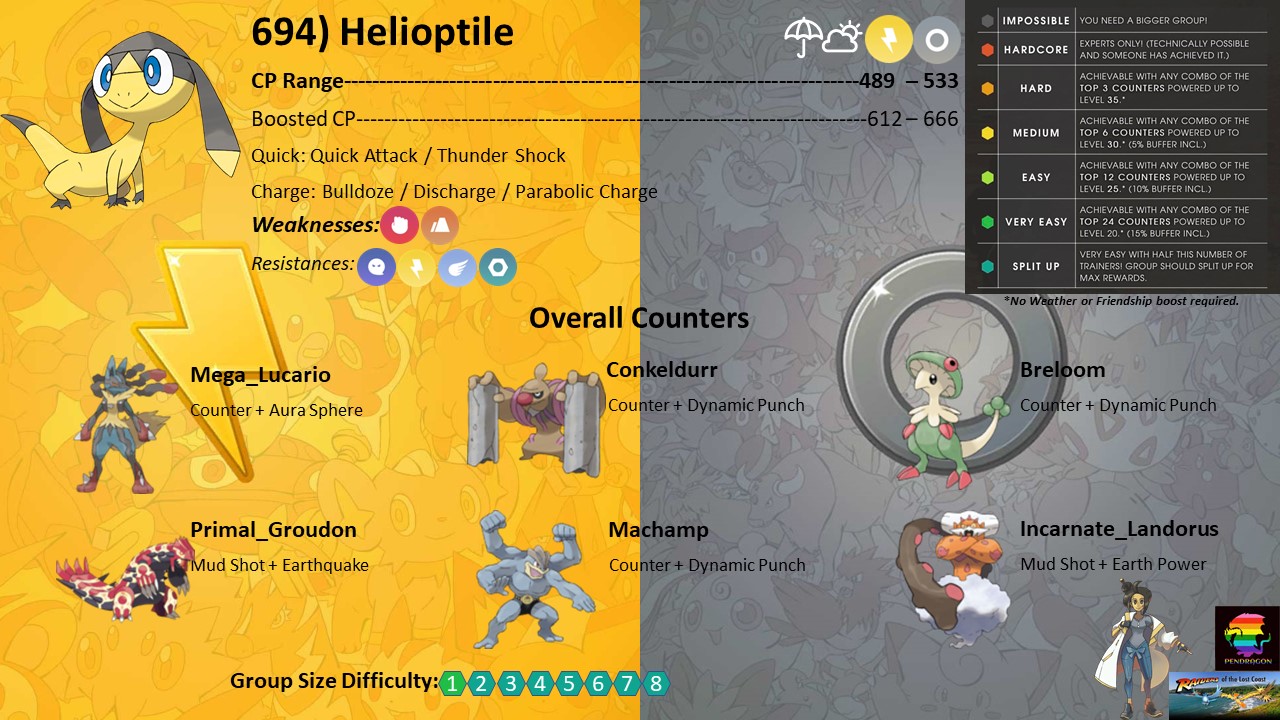 694) Helioptile
CP Range---489 – 533
Boosted CP---612 – 666
Quick: Quick Attack / Thunder Shock
Charge: Bulldoze / Discharge / Parabolic Charge
Weaknesses:
Resistances:
IMPOSSIBLE YOU NEED A BIGGER GROUP!
HARDCORE EXPERTS ONLY! (TECHNICALLY POSSIBLE
AND SOMEONE HAS ACHIEVED IT.)
HARD ACHIEVABLE WITH ANY COMBO OF THE
TOP 3 COUNTERS POWERED UP TO
LEVEL 35.*
MEDIUM ACHIEVABLE WITH ANY COMBO OF THE
TOP 6 COUNTERS POWERED UP TO
LEVEL 30.* (5% BUFFER INCL.)
EASY ACHIEVABLE WITH ANY COMBO OF THE
TOP 12 COUNTERS POWERED UP TO
LEVEL 25.* (10% BUFFER INCL.)
VERY EASY ACHIEVABLE WITH ANY COMBO OF THE
TOP 24 COUNTERS POWERED UP TO
LEVEL 20.* (15% BUFFER INCL.)
SPLIT UP VERY EASY WITH HALF THIS NUMBER OF
TRAINERS! GROUP SHOULD SPLIT UP FOR
MAX REWARDS.
*No Weather or Friendship boost required.
Overall Counters
Mega_Lucario
Counter + Aura Sphere
Conkeldurr
Counter + Dynamic Punch
Breloom
Counter + Dynamic Punch
Primal_Groudon
Mud Shot + Earthquake
Machamp
Counter + Dynamic Punch
Incarnate_Landorus
Mud Shot + Earth Power
Group Size Difficulty: 1 2 3 4 5 6 7 8
PENDRAGON
RAIDERS of the Lost Coast